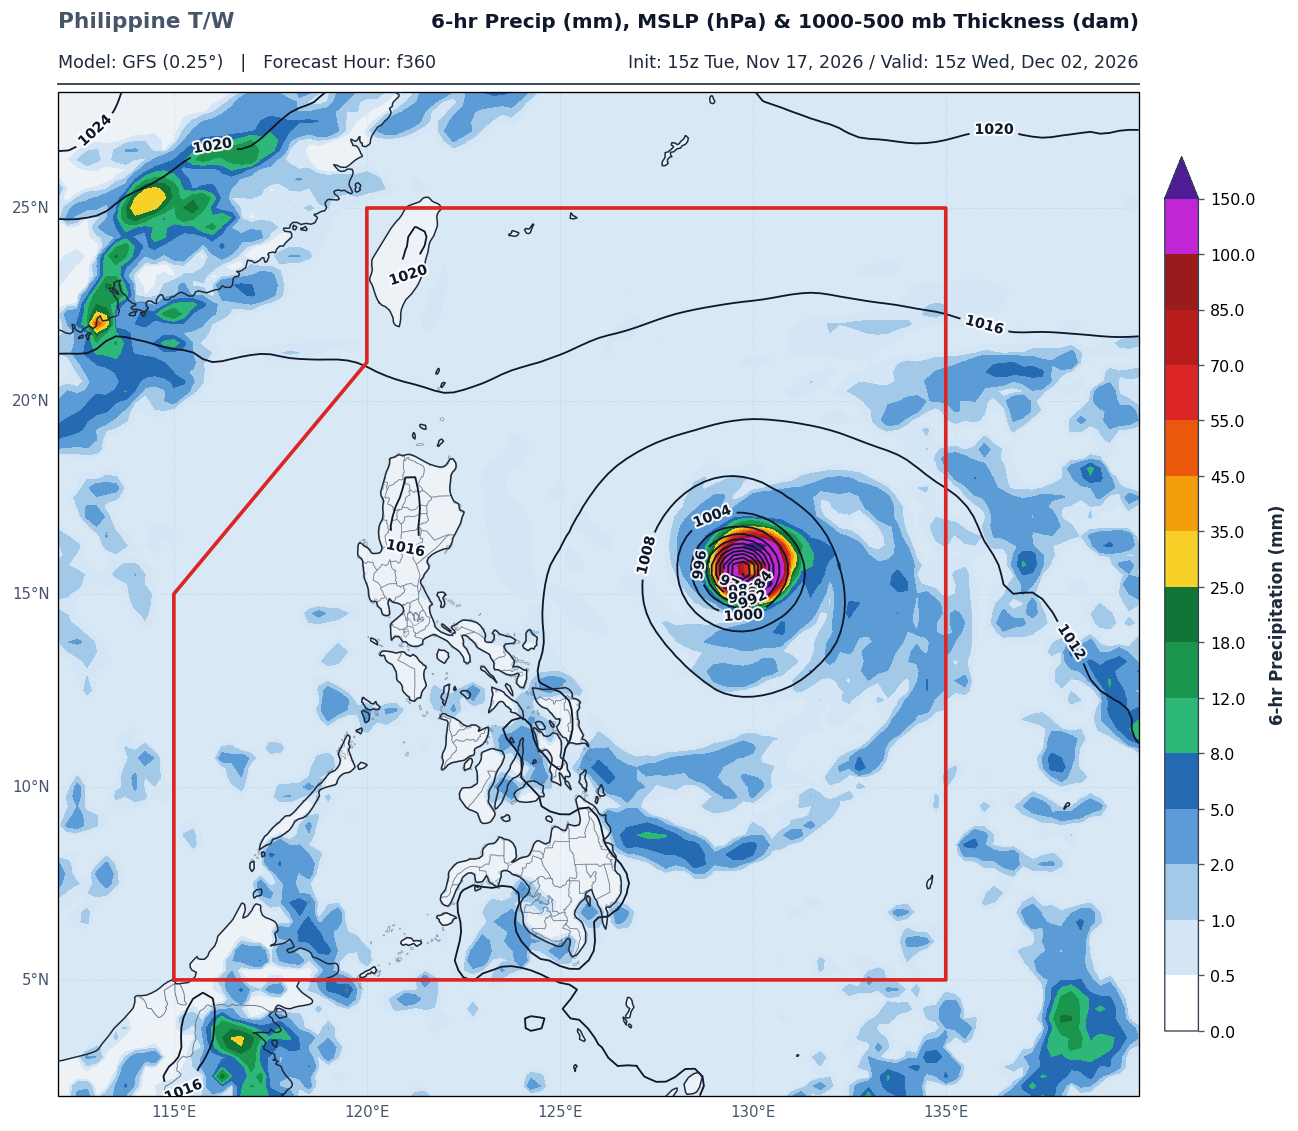 Philippine T/W
6-hr Precip (mm), MSLP (hPa) & 1000-500 mb Thickness (dam)
Model: GFS (0.25°) | Forecast Hour: f360
Init: 15z Tue, Nov 17, 2026 / Valid: 15z Wed, Dec 02, 2026
1024
1020
1020
1020
1016
1016
1012
1008
1004
996
984
992
1000
1016
25°N
20°N
15°N
10°N
5°N
115°E
120°E
125°E
130°E
135°E
150.0
100.0
85.0
70.0
55.0
45.0
35.0
25.0
18.0
12.0
8.0
5.0
2.0
1.0
0.5
0.0
6-hr Precipitation (mm)